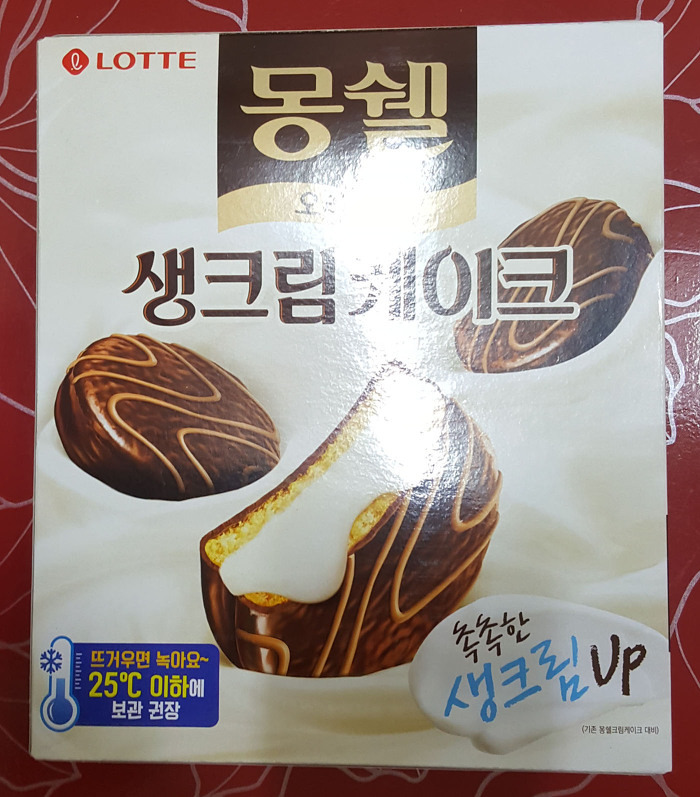 LOTTE
몽쉘
생크림케이크
뜨거우면 녹아요~
25℃ 이하에
보관 권장
촉촉한
생크림 UP
(기존 몽쉘크림케이크 대비)